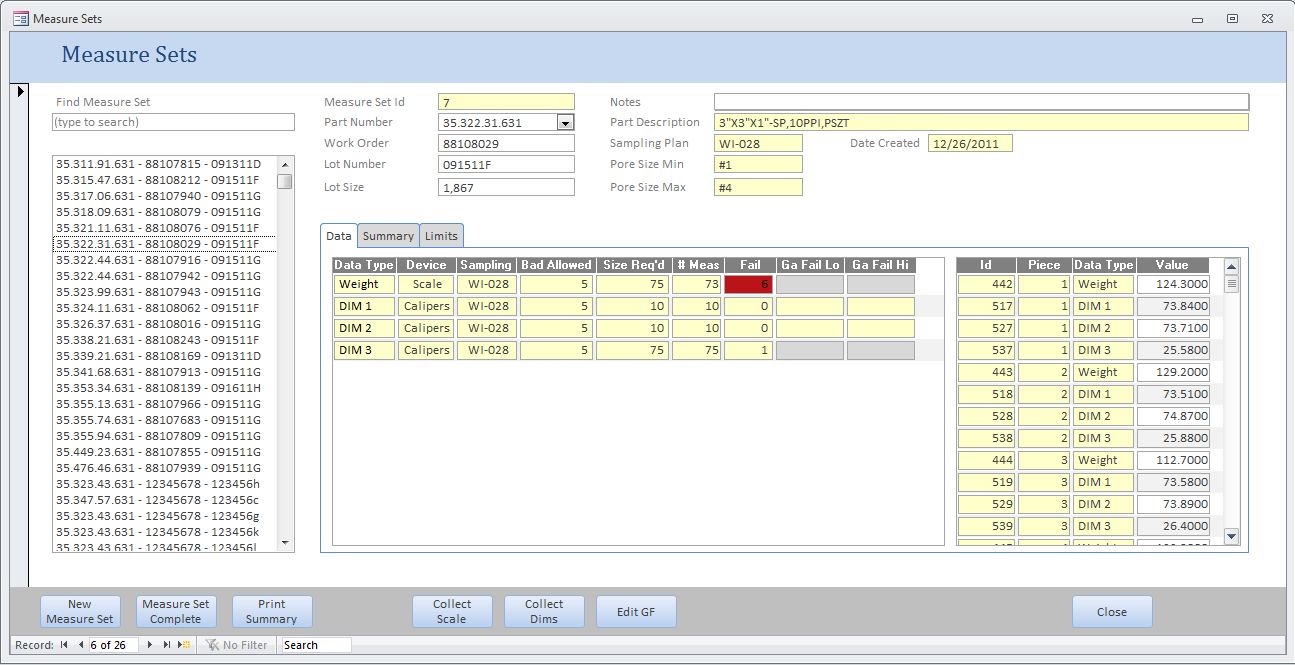 Measure Sets
Measure Sets
Find Measure Set
(type to search)
35.311.91.631 - 88107815 - 091311D
35.315.47.631 - 88108212 - 091511F
35.317.06.631 - 88107940 - 091511G
35.318.09.631 - 88108079 - 091511G
35.321.11.631 - 88108076 - 091511F
35.322.31.631 - 88108029 - 091511F
35.322.44.631 - 88107916 - 091511G
35.322.44.631 - 88107942 - 091511G
35.323.99.631 - 88107943 - 091511G
35.324.11.631 - 88108062 - 091511F
35.326.37.631 - 88108016 - 091511G
35.338.21.631 - 88108243 - 091511F
35.339.21.631 - 88108169 - 091311D
35.341.68.631 - 88107913 - 091511G
35.353.34.631 - 88108139 - 091611H
35.355.13.631 - 88107966 - 091511G
35.355.74.631 - 88107683 - 091511G
35.355.94.631 - 88107809 - 091511G
35.449.23.631 - 88107855 - 091511G
35.476.46.631 - 88107939 - 091511G
35.323.43.631 - 12345678 - 123456h
35.347.57.631 - 12345678 - 123456c
35.323.43.631 - 12345678 - 123456g
35.323.43.631 - 12345678 - 123456k
35.323.43.631 - 12345678 - 123456l
Measure Set Id 7
Part Number 35.322.31.631
Work Order 88108029
Lot Number 091511F
Lot Size 1,867
Notes
Part Description 3"X3"X1"-SP,10PPI,PSZT
Sampling Plan WI-028 Date Created 12/26/2011
Pore Size Min #1
Pore Size Max #4
Data Summary Limits
Data Type Device Sampling Bad Allowed Size Req'd # Meas Fail Ga Fail Lo Ga Fail Hi
Weight Scale WI-028 5 75 73 6
DIM 1 Calipers WI-028 5 10 10 0
DIM 2 Calipers WI-028 5 10 10 0
DIM 3 Calipers WI-028 5 75 75 1
Id Piece Data Type Value
442 1 Weight 124.3000
517 1 DIM 1 73.8400
527 1 DIM 2 73.7100
537 1 DIM 3 25.5800
443 2 Weight 129.2000
518 2 DIM 1 73.5100
528 2 DIM 2 74.8700
538 2 DIM 3 25.8800
444 3 Weight 112.7000
519 3 DIM 1 73.5800
529 3 DIM 2 73.8900
539 3 DIM 3 26.4000
New Measure Set
Measure Set Complete
Print Summary
Collect Scale
Collect Dims
Edit GF
Close
Record: 6 of 26 No Filter Search